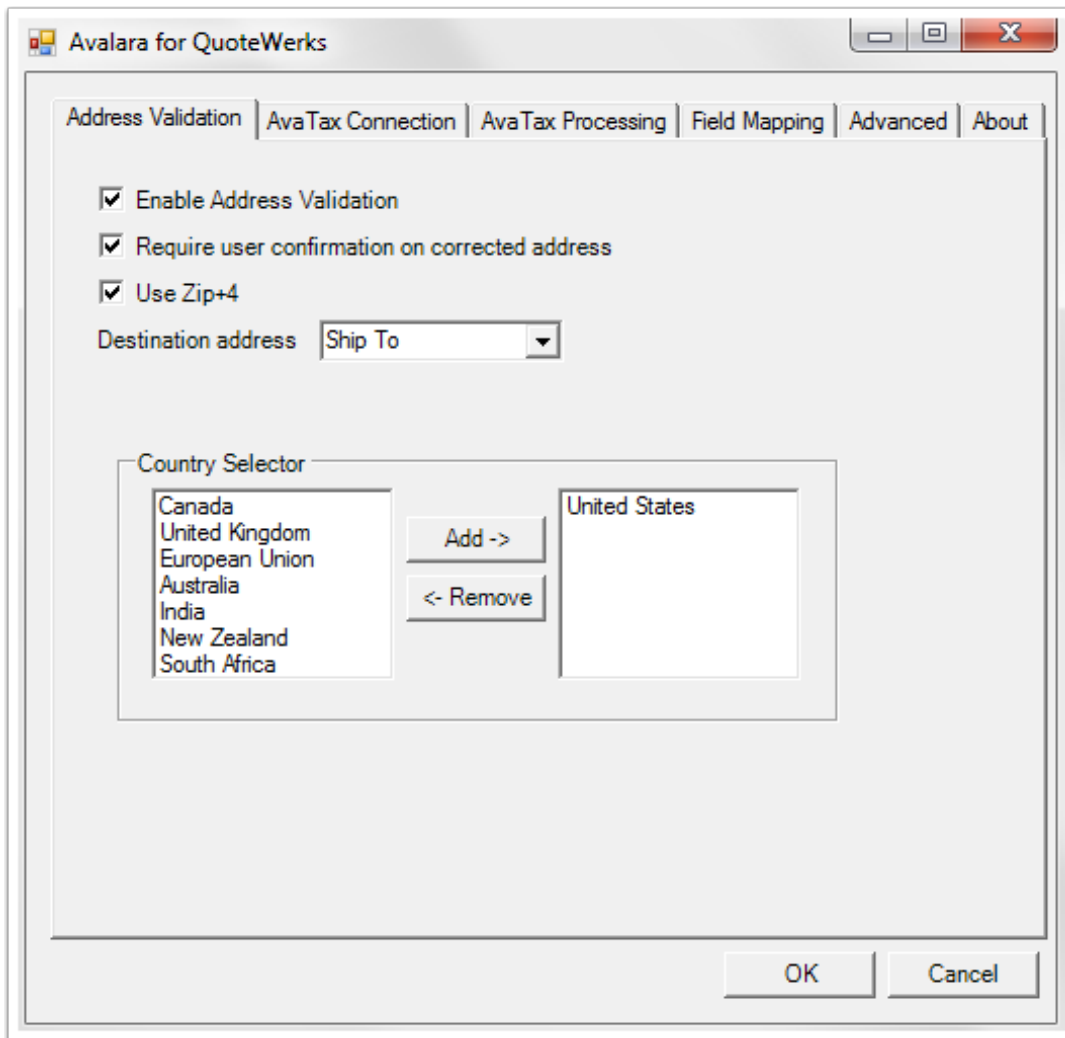 Avalara for QuoteWerks
Address Validation AvaTax Connection AvaTax Processing Field Mapping Advanced About
Enable Address Validation
Require user confirmation on corrected address
Use Zip+4
Destination address Ship To
Country Selector
Canada
United Kingdom
European Union
Australia
India
New Zealand
South Africa
Add ->
<- Remove
United States
OK Cancel